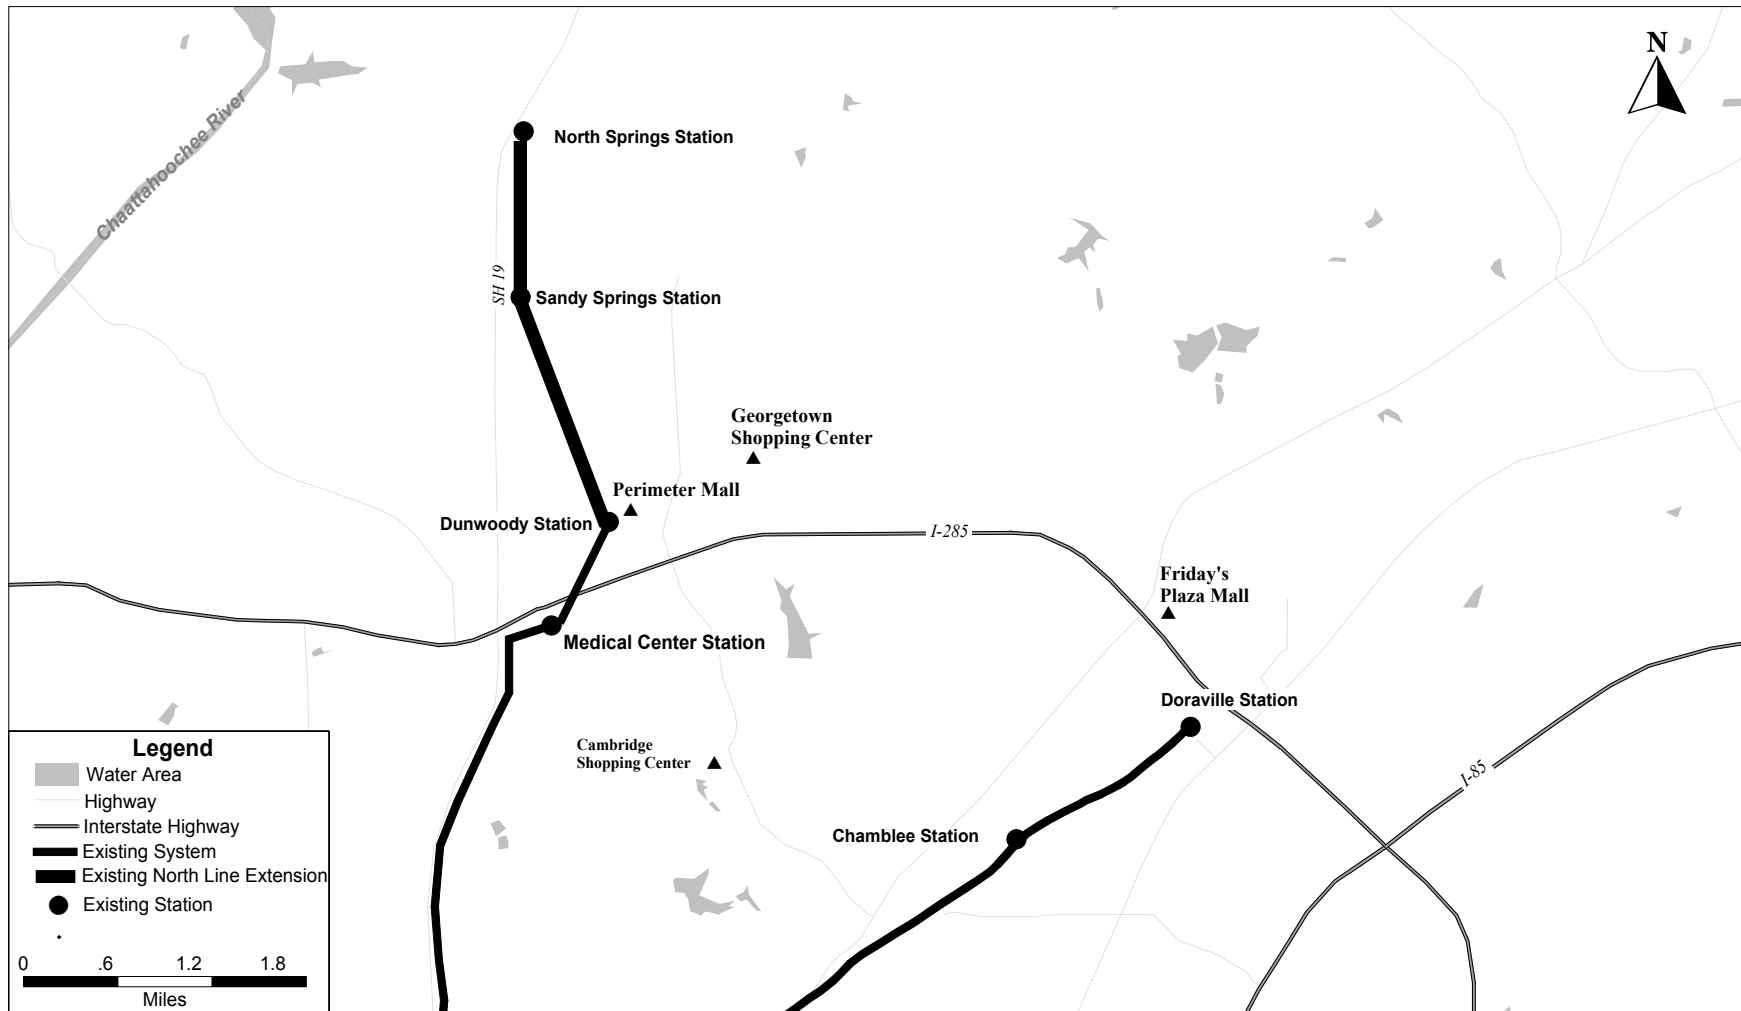 N
Chaattahoochee River
North Springs Station
SH 19
Sandy Springs Station
Georgetown
Shopping Center
Perimeter Mall
Dunwoody Station
I-285
Friday's
Plaza Mall
Medical Center Station
Doraville Station
Cambridge
Shopping Center
I-85
Chamblee Station
Legend
Water Area
Highway
Interstate Highway
Existing System
Existing North Line Extension
Existing Station
0 .6 1.2 1.8
Miles